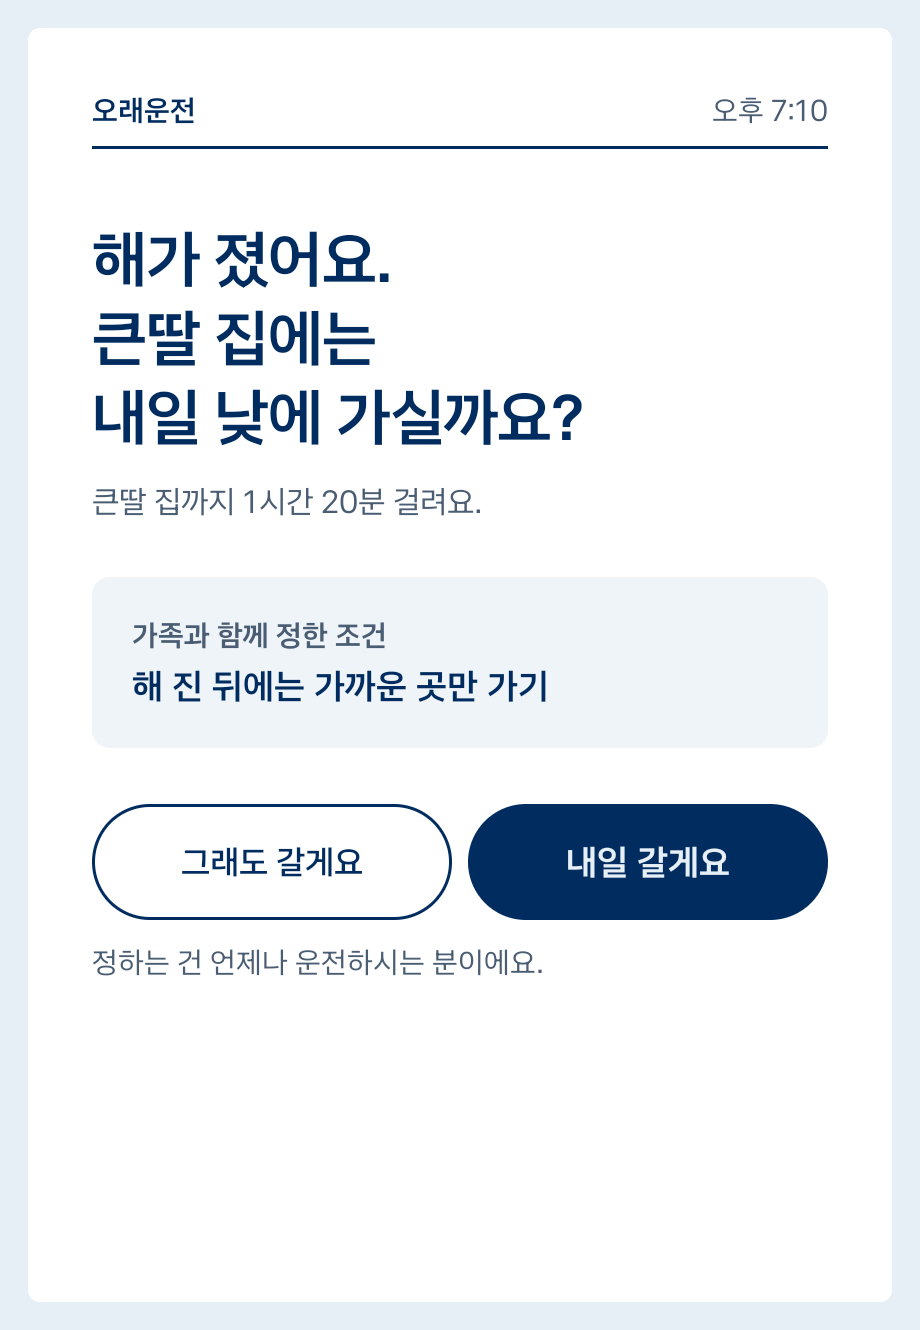 오래운전
오후 7:10
해가 졌어요.
큰딸 집에는
내일 낮에 가실까요?
큰딸 집까지 1시간 20분 걸려요.
가족과 함께 정한 조건
해 진 뒤에는 가까운 곳만 가기
그래도 갈게요
내일 갈게요
정하는 건 언제나 운전하시는 분이에요.